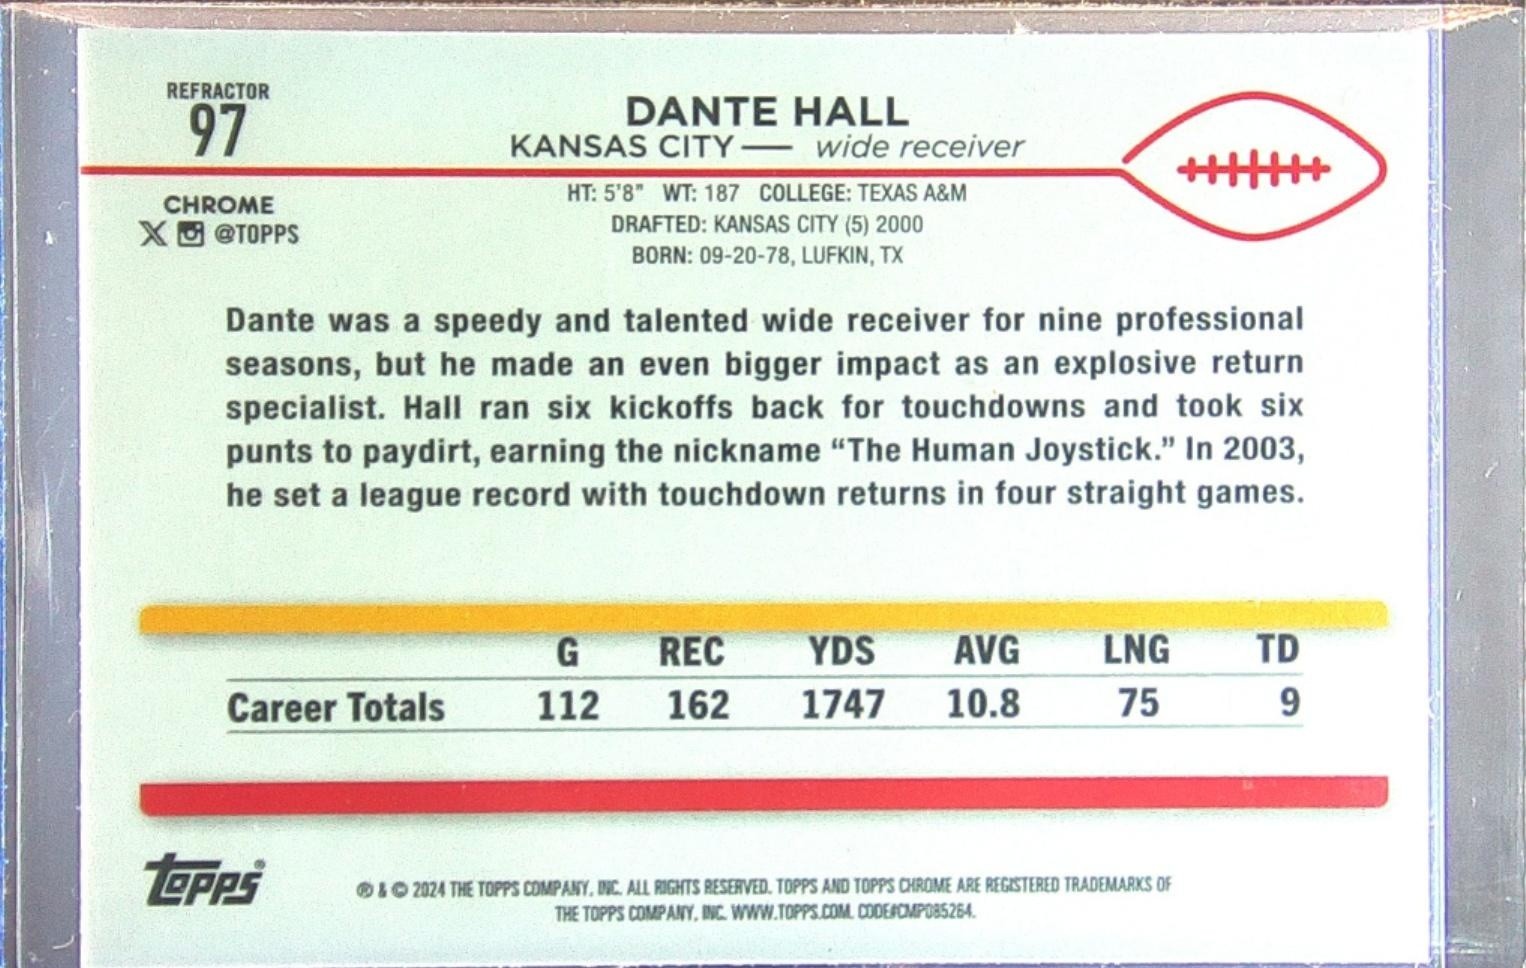 REFRACTOR
97
DANTE HALL
KANSAS CITY — wide receiver
CHROME
X @TOPPS
HT: 5'8" WT: 187 COLLEGE: TEXAS A&M
DRAFTED: KANSAS CITY (5) 2000
BORN: 09-20-78, LUFKIN, TX
Dante was a speedy and talented wide receiver for nine professional
seasons, but he made an even bigger impact as an explosive return
specialist. Hall ran six kickoffs back for touchdowns and took six
punts to paydirt, earning the nickname “The Human Joystick.” In 2003,
he set a league record with touchdown returns in four straight games.
G REC YDS AVG LNG TD
Career Totals 112 162 1747 10.8 75 9
Topps®
® & © 2024 THE TOPPS COMPANY, INC. ALL RIGHTS RESERVED. TOPPS AND TOPPS CHROME ARE REGISTERED TRADEMARKS OF
THE TOPPS COMPANY, INC. WWW.TOPPS.COM. CODE#CMP085264.